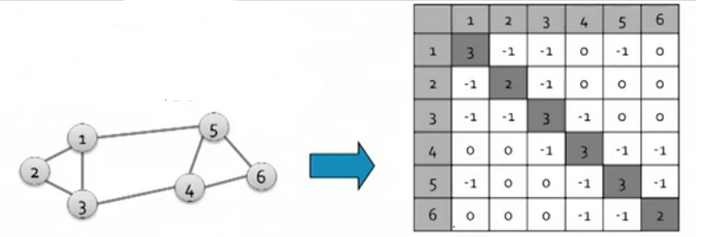 1
5
2
6
4
3
1 2 3 4 5 6
1 3 -1 -1 0 -1 0
2 -1 2 -1 0 0 0
3 -1 -1 3 -1 0 0
4 0 0 -1 3 -1 -1
5 -1 0 0 -1 3 -1
6 0 0 0 -1 -1 2